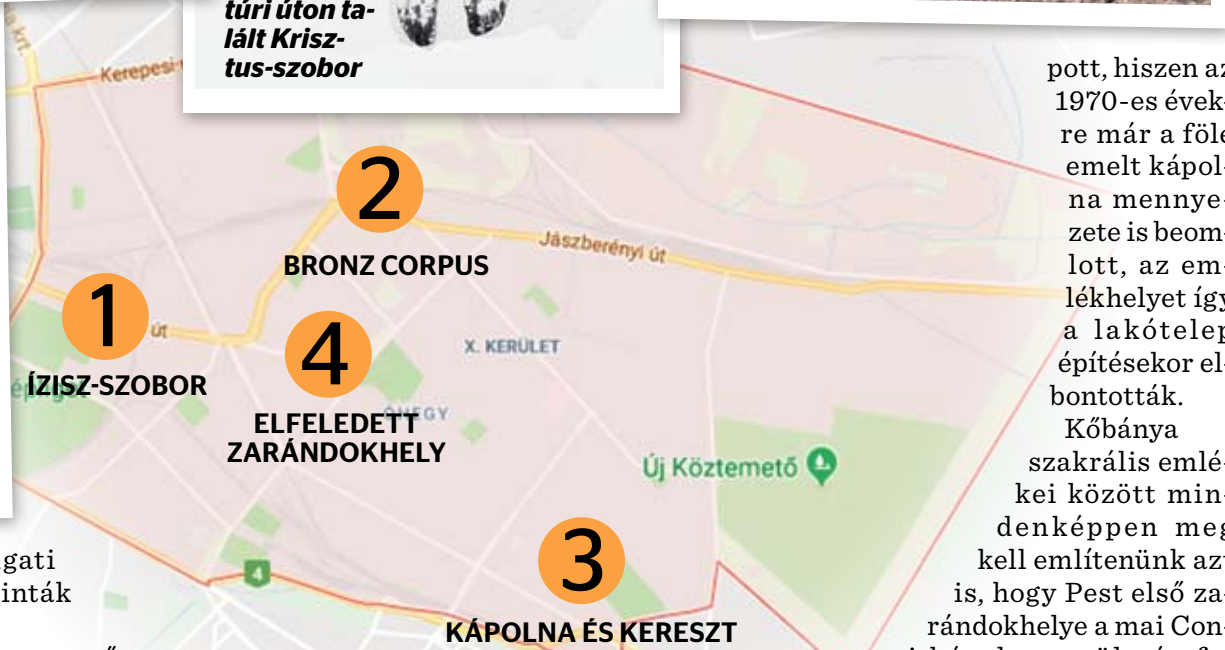 túri úton ta-
lált Krisz-
tus-szobor
krt.
Kerepesi
2
BRONZ CORPUS
Jászberényi út
1
út
ÍZISZ-SZOBOR
4
X. KERÜLET
ELFELEDETT
ZARÁNDOKHELY
Új Köztemető
4
3
KÁPOLNA ÉS KERESZT
gati
inták
pott, hiszen az
1970-es évek-
re már a föle
emelt kápol-
na mennye-
zete is beom-
lott, az em-
lékhelyet így
a lakótelep
építésekor el-
bontották.
Kőbánya
szakrális emlé-
kei között min-
denképpen meg
kell említenünk azt
is, hogy Pest első za-
rándokhelye a mai Con-